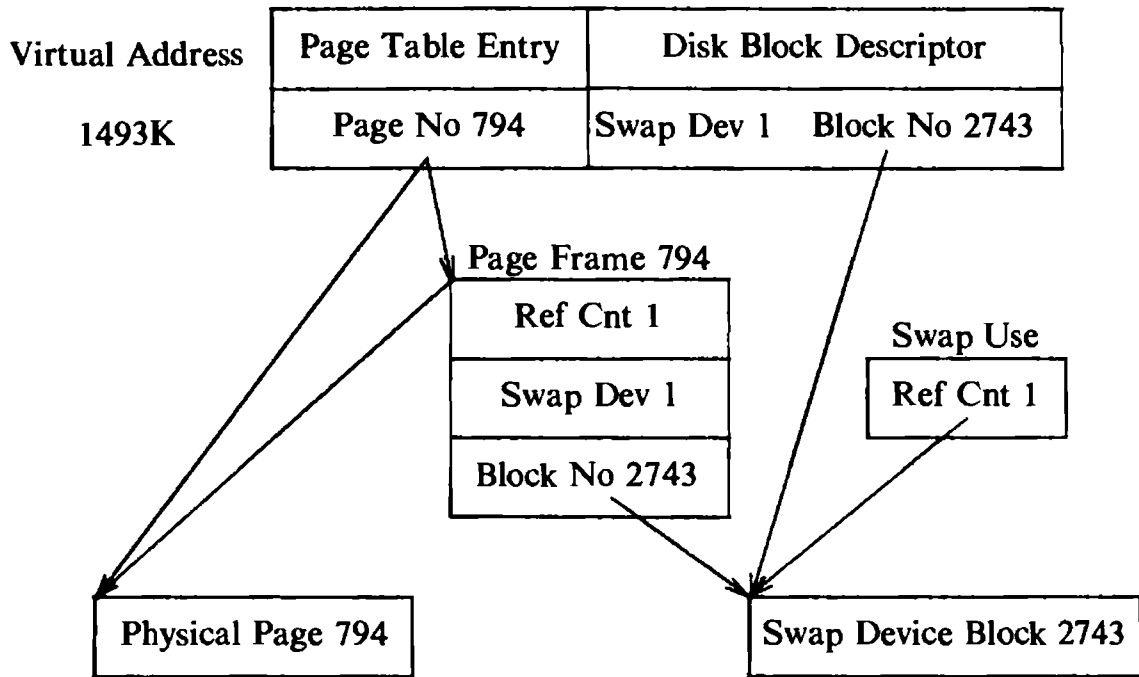 Page Table Entry
Disk Block Descriptor
Virtual Address
1493K
Page No 794
Swap Dev 1
Block No 2743
Page Frame 794
Ref Cnt 1
Swap Dev 1
Block No 2743
Swap Use
Ref Cnt 1
Physical Page 794
Swap Device Block 2743